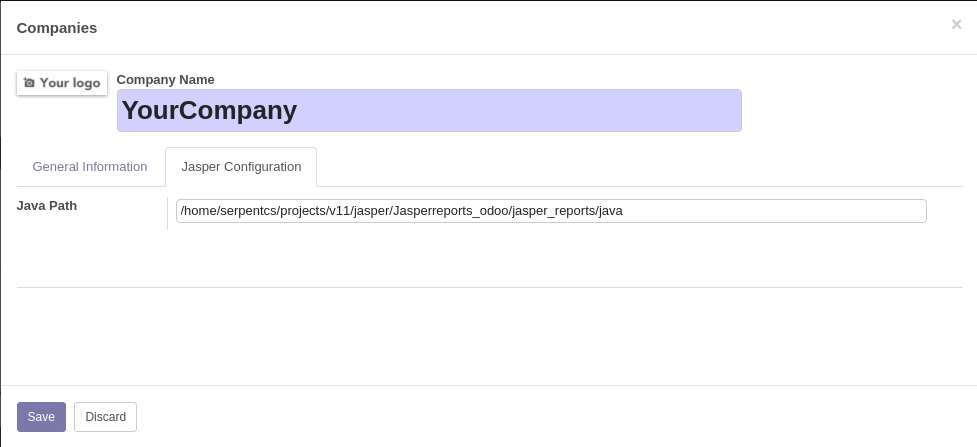 Companies
×
Your logo
Company Name
YourCompany
General Information
Jasper Configuration
Java Path
/home/serpentcs/projects/v11/jasper/Jasperreports_odoo/jasper_reports/java
Save
Discard